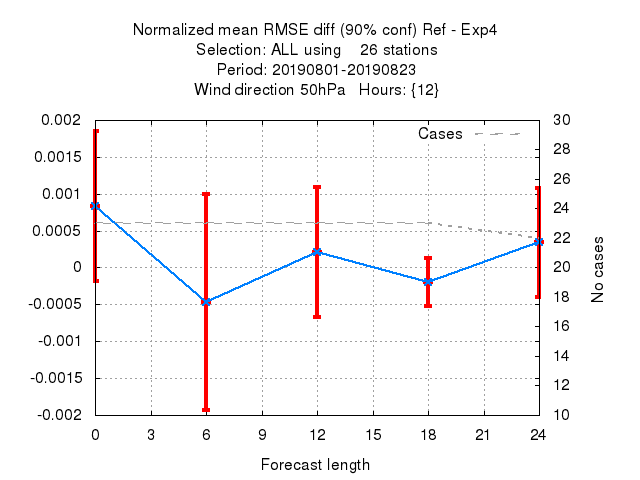 Normalized mean RMSE diff (90% conf) Ref - Exp4
Selection: ALL using    26 stations
Period: 20190801-20190823
Wind direction 50hPa   Hours: {12}
Cases
0.002
0.0015
0.001
0.0005
0
-0.0005
-0.001
-0.0015
-0.002
30
28
26
24
22
20
18
16
14
12
10
No cases
0 3 6 9 12 15 18 21 24
Forecast length